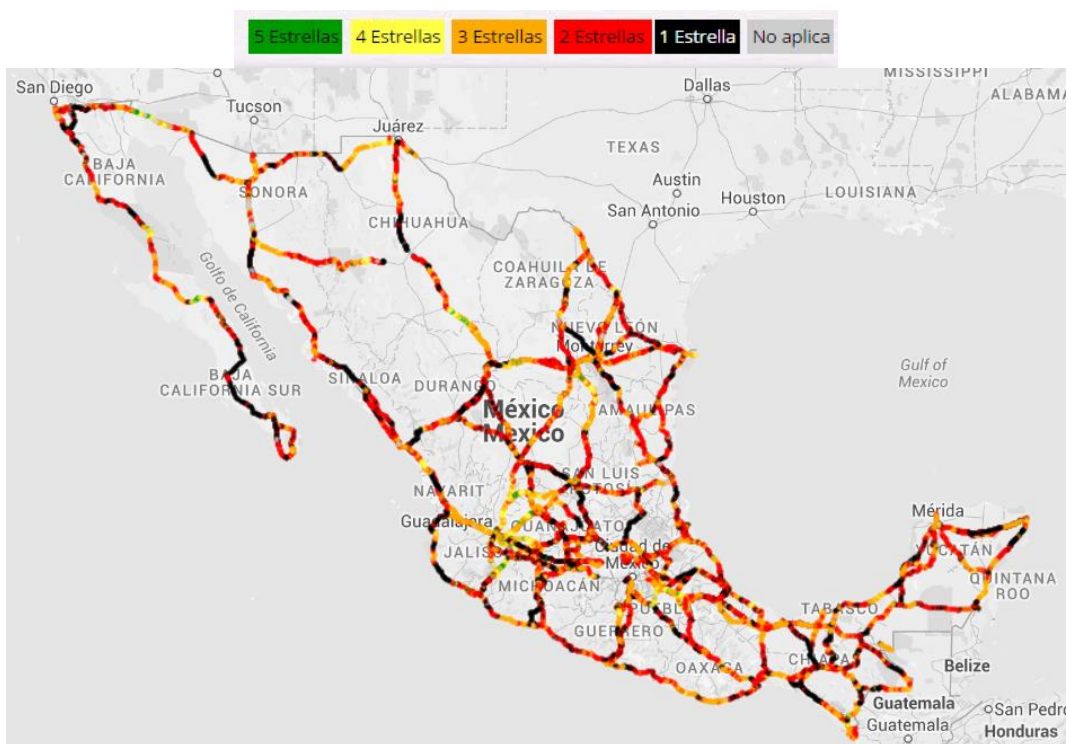 5 Estrellas 4 Estrellas 3 Estrellas 2 Estrellas 1 Estrella No aplica
MISSISSIPPI
San Diego
Dallas
ALABAMA
Tucson
Juárez
TEXAS
BAJA
CALIFORNIA
SONORA
Austin
Houston
LOUISIANA
San Antonio
CHIHUAHUA
COAHUILA DE
ZARAGOZA
Golfo de California
NUEVO LEÓN
Monterrey
Gulf of
Mexico
BAJA
CALIFORNIA SUR
SINALOA
DURANGO
México
Mexico
TAMAULIPAS
SAN LUIS
POTOSÍ
NAYARIT
Guadalajara
GUANAJUATO
Mérida
Ciudad de
México
YUCATÁN
JALISCO
MICHOACÁN
QUINTANA
ROO
PUEBLA
TABASCO
GUERRERO
OAXACA
CHIAPAS
Belize
Guatemala
Guatemala
San Pedro
Honduras